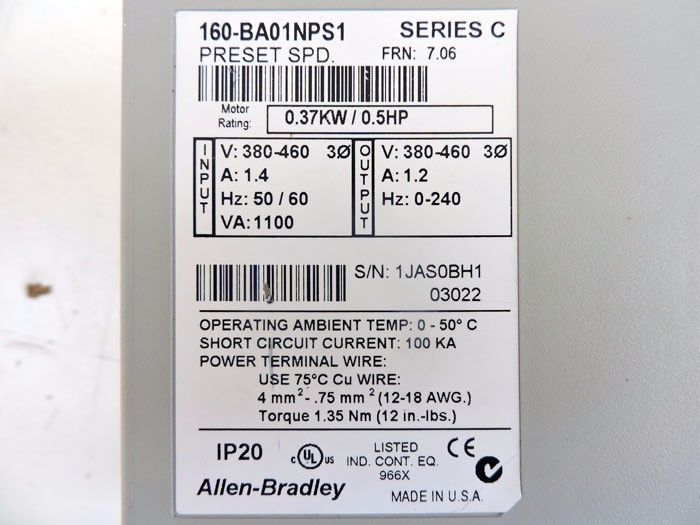 160-BA01NPS1 SERIES C
PRESET SPD. FRN: 7.06
Motor
Rating: 0.37KW / 0.5HP
INPUT
V: 380-460 3Ø
A: 1.4
Hz: 50 / 60
VA: 1100
OUTPUT
V: 380-460 3Ø
A: 1.2
Hz: 0-240
S/N: 1JAS0BH1
03022
OPERATING AMBIENT TEMP: 0 - 50° C
SHORT CIRCUIT CURRENT: 100 KA
POWER TERMINAL WIRE:
USE 75°C Cu WIRE:
4 mm²- .75 mm² (12-18 AWG.)
Torque 1.35 Nm (12 in.-lbs.)
IP20
c UL us
LISTED
IND. CONT. EQ.
966X
CE
Allen-Bradley
MADE IN U.S.A.